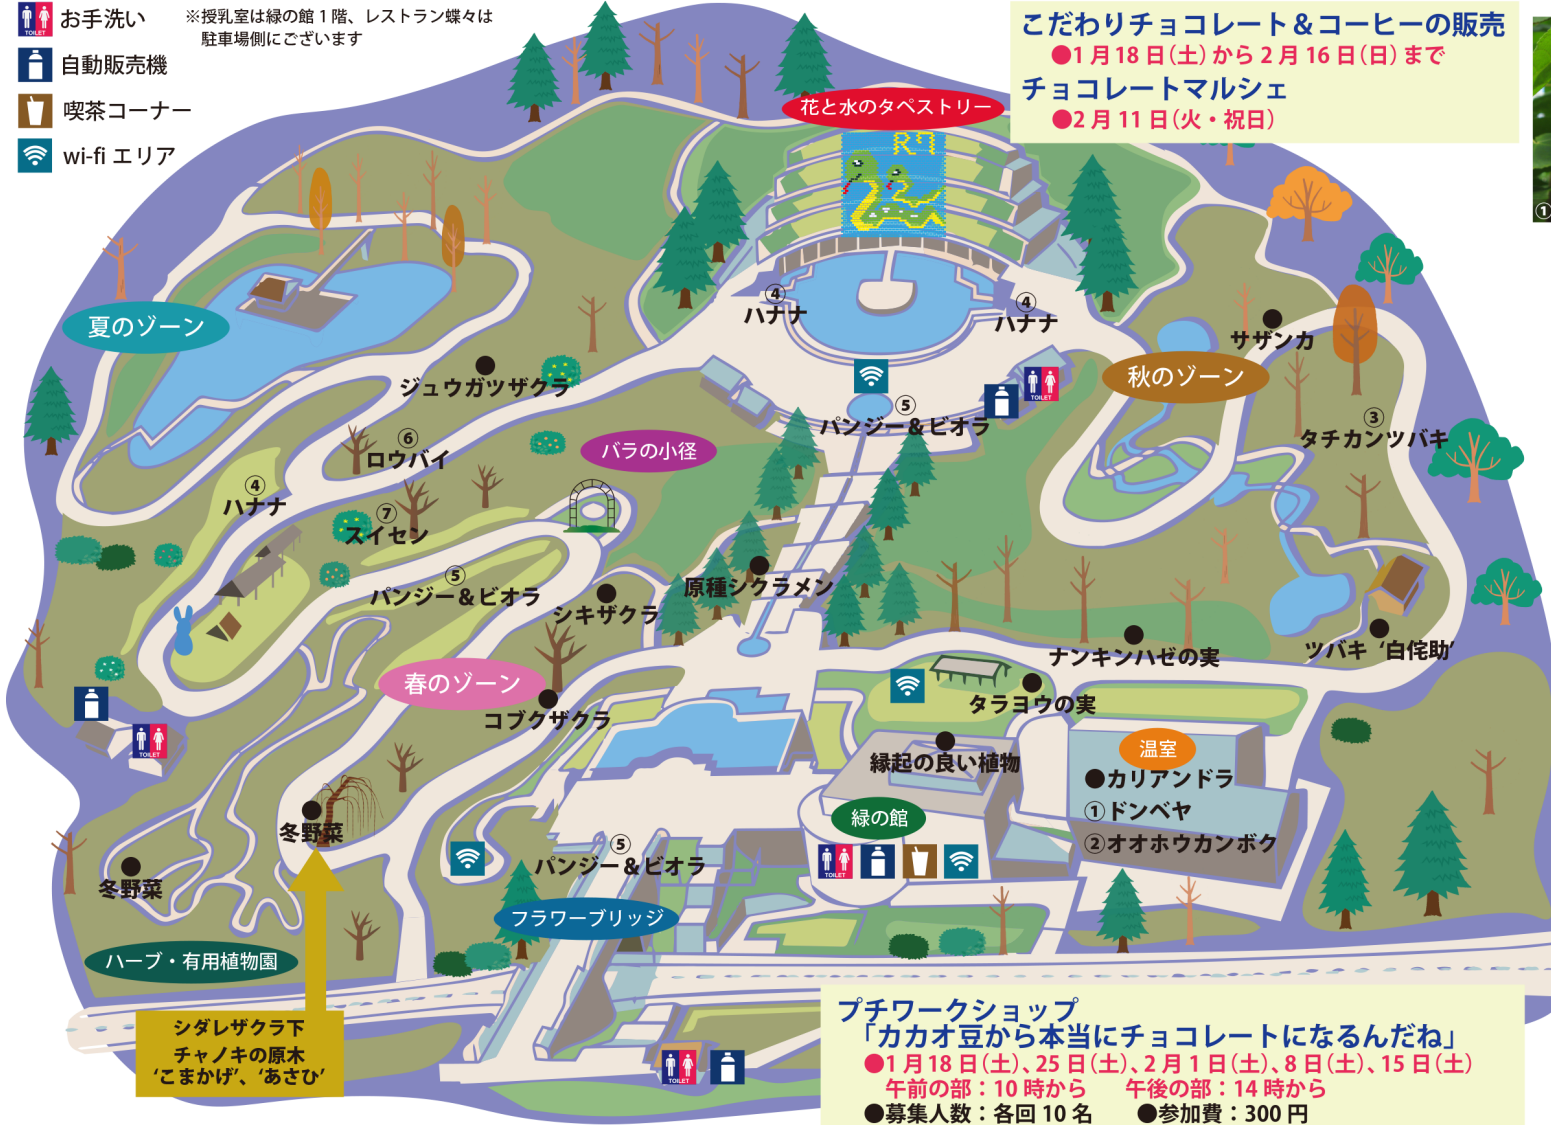 お手洗い
※授乳室は緑の館1階、レストラン蝶々は
駐車場側にございます
自動販売機
喫茶コーナー
wi-fi エリア
TOILET
こだわりチョコレート＆コーヒーの販売
●1月18日（土）から2月16日（日）まで
チョコレートマルシェ
●2月11日（火・祝日）
①
花と水のタペストリー
R7
夏のゾーン
④
ハナナ
④
ハナナ
サザンカ
秋のゾーン
ジュウガツザクラ
TOILET
⑤
パンジー＆ビオラ
③
タチカンツバキ
⑥
ロウバイ
バラの小径
④
ハナナ
⑦
スイセン
⑤
パンジー＆ビオラ
原種シクラメン
シキザクラ
ナンキンハゼの実
ツバキ ‘白侘助’
春のゾーン
コブクザクラ
タラヨウの実
TOILET
縁起の良い植物
温室
●カリアンドラ
①ドンベヤ
②オオホウカンボク
緑の館
TOILET
冬野菜
冬野菜
⑤
パンジー＆ビオラ
フラワーブリッジ
ハーブ・有用植物園
シダレザクラ下
チャノキの原木
‘こまかげ’、‘あさひ’
TOILET
プチワークショップ
「カカオ豆から本当にチョコレートになるんだね」
●1月18日（土）、25日（土）、2月1日（土）、8日（土）、15日（土）
午前の部：10時から　午後の部：14時から
●募集人数：各回10名　●参加費：300円